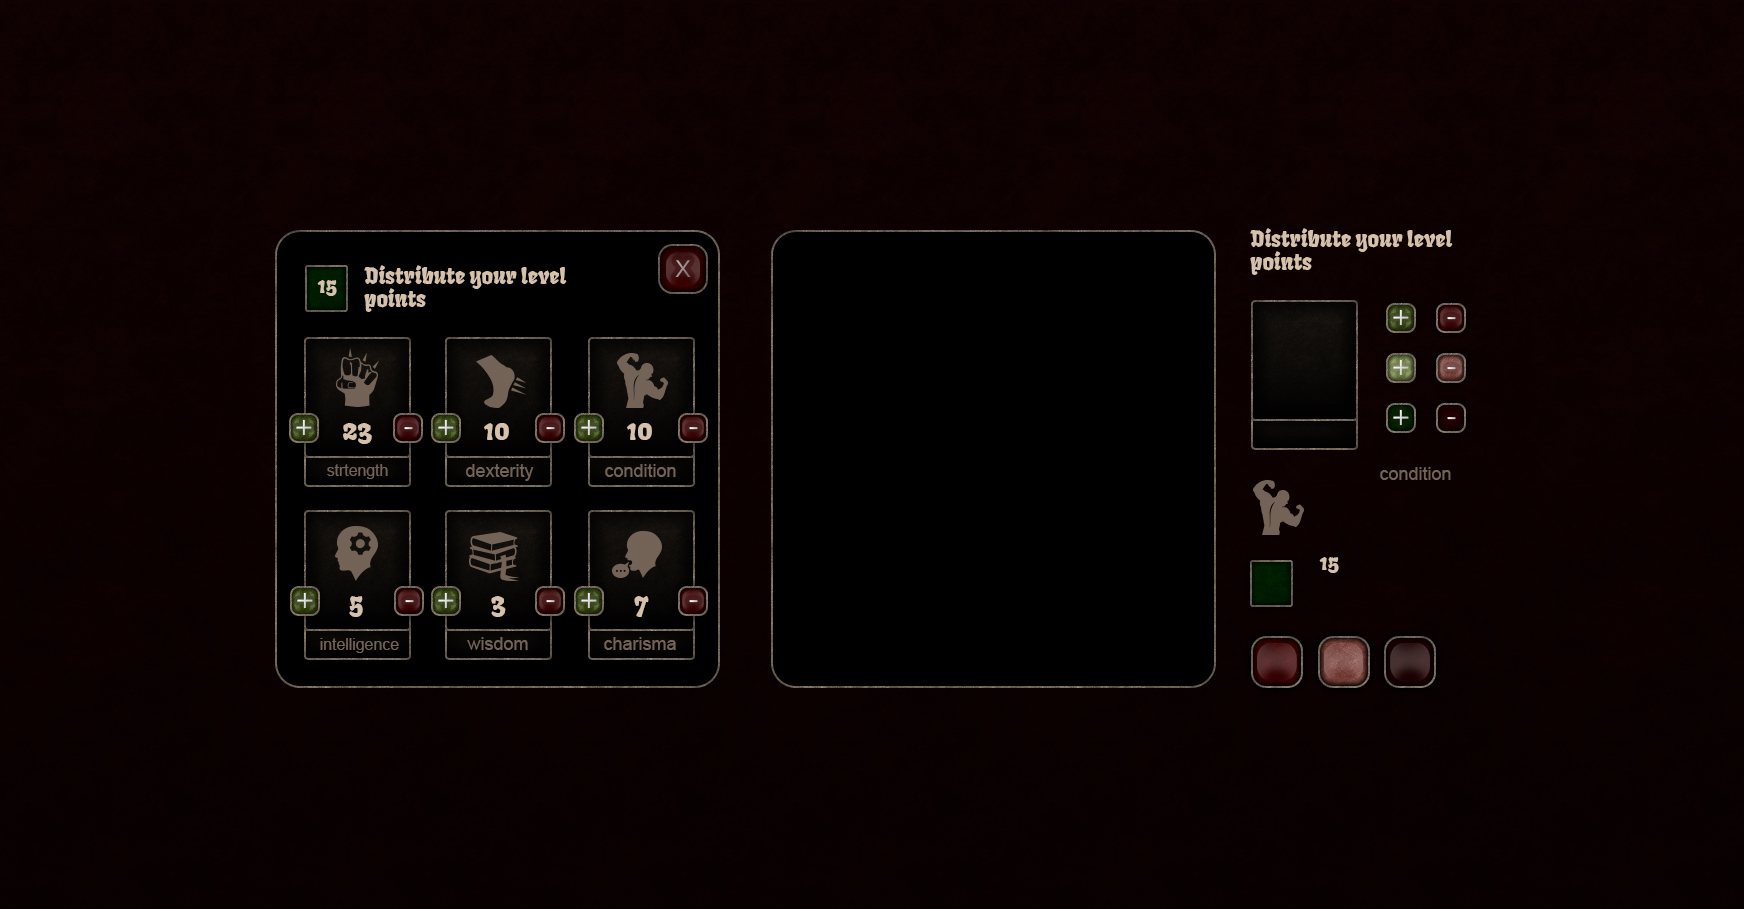 15
Distribute your level
points
X
+ 23 -
+ 10 -
+ 10 -
strtength
dexterity
condition
+ 5 -
+ 3 -
+ 7 -
intelligence
wisdom
charisma
Distribute your level
points
+ -
+ -
+ -
condition
15